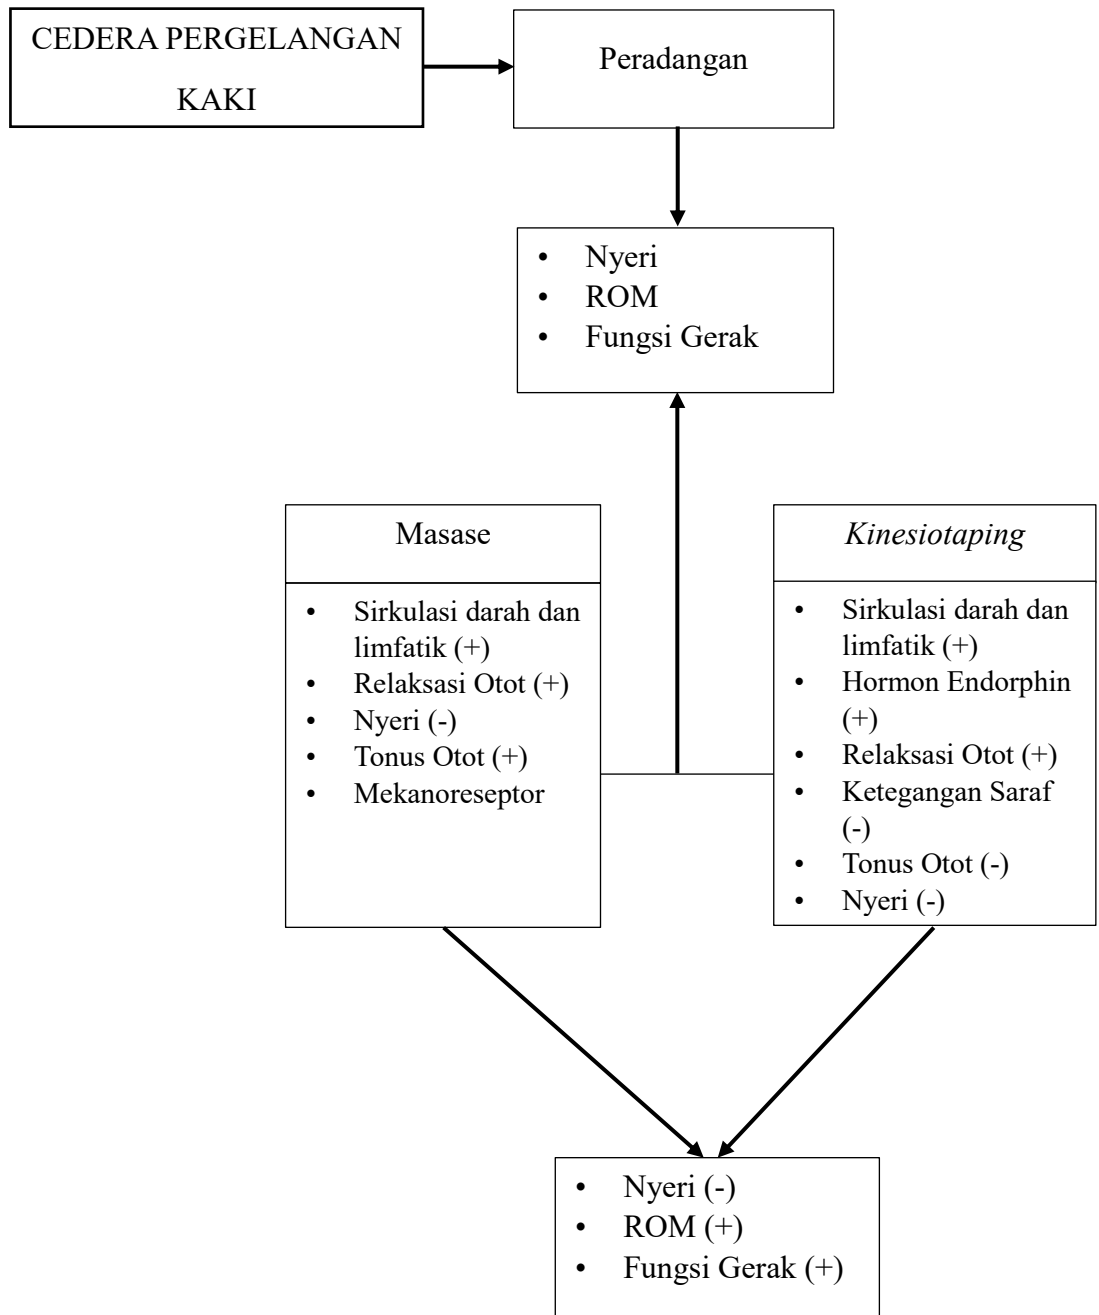 CEDERA PERGELANGAN
KAKI
Peradangan
• Nyeri
• ROM
• Fungsi Gerak
Masase
• Sirkulasi darah dan
limfatik (+)
• Relaksasi Otot (+)
• Nyeri (-)
• Tonus Otot (+)
• Mekanoreseptor
Kinesiotaping
• Sirkulasi darah dan
limfatik (+)
• Hormon Endorphin
(+)
• Relaksasi Otot (+)
• Ketegangan Saraf
(-)
• Tonus Otot (-)
• Nyeri (-)
• Nyeri (-)
• ROM (+)
• Fungsi Gerak (+)